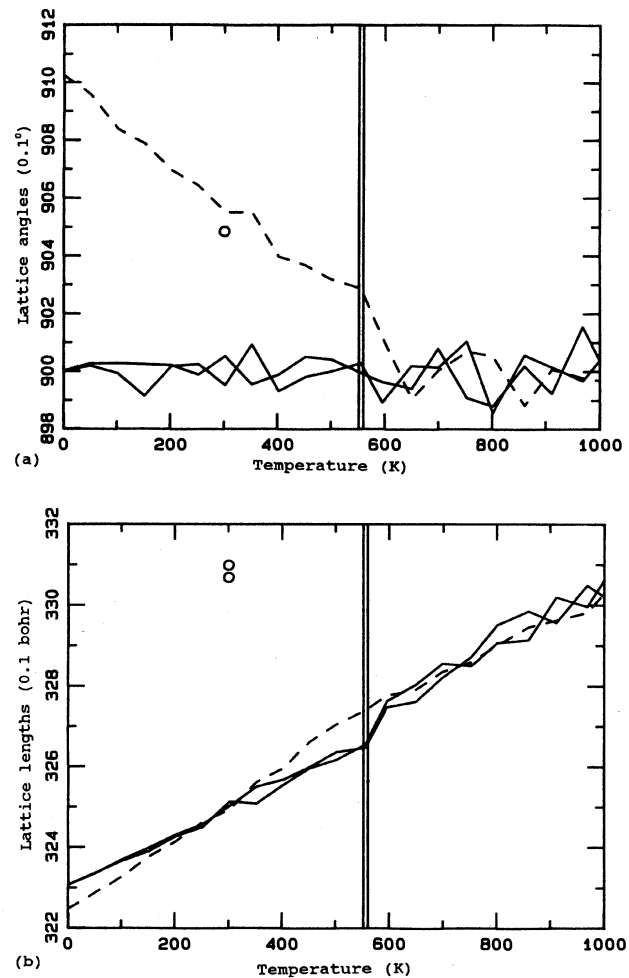 912
910
908
906
904
902
900
898
Lattice angles (0.1°)
0 200 400 600 800 1000
(a) Temperature (K)
332
330
328
326
324
322
Lattice lengths (0.1 bohr)
0 200 400 600 800 1000
(b) Temperature (K)